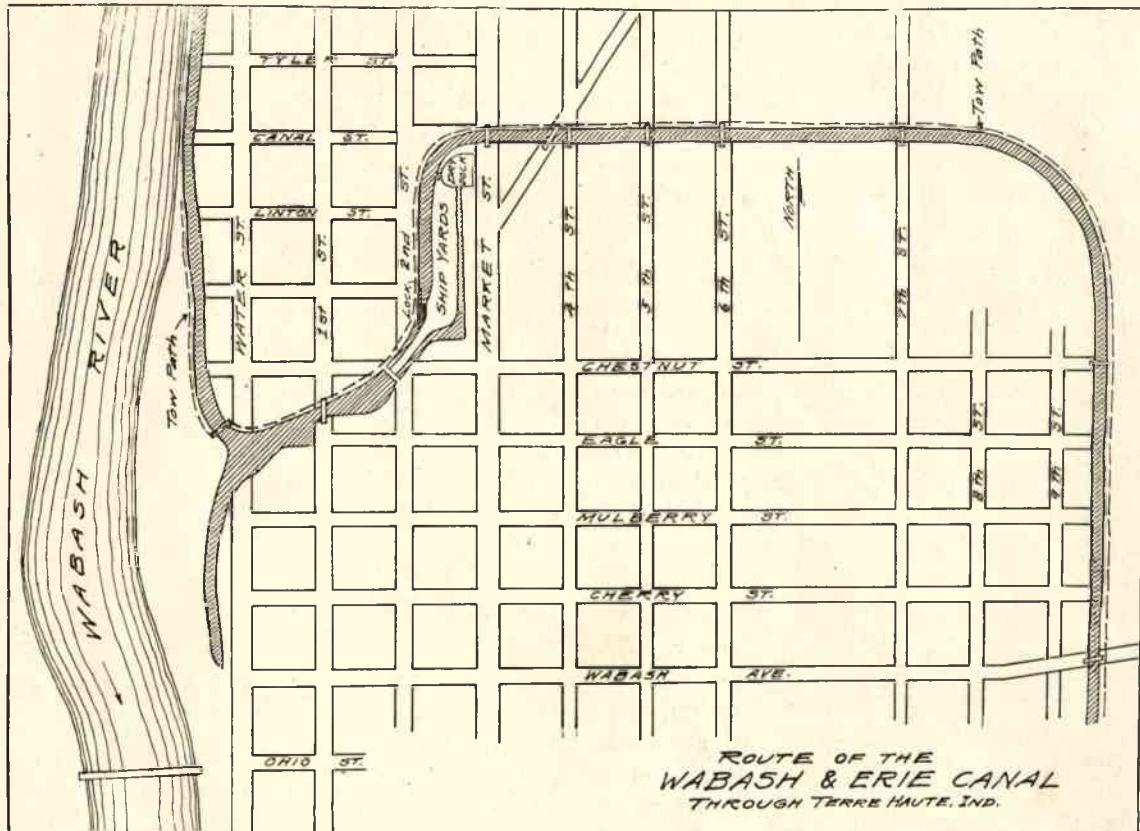 TYLER ST.
CANAL ST.
LINTON ST.
WATER ST.
1st ST.
LOCK
2nd ST.
DRY DOCK
SHIP YARDS
MARKET ST.
4th ST.
5th ST.
6th ST.
NORTH
7th ST.
Tow Path
Tow Path
WABASH RIVER
CHESTNUT ST.
EAGLE ST.
8th ST.
9th ST.
MULBERRY ST.
CHERRY ST.
WABASH AVE.
OHIO ST.
ROUTE OF THE
WABASH & ERIE CANAL
THROUGH TERRE HAUTE, IND.